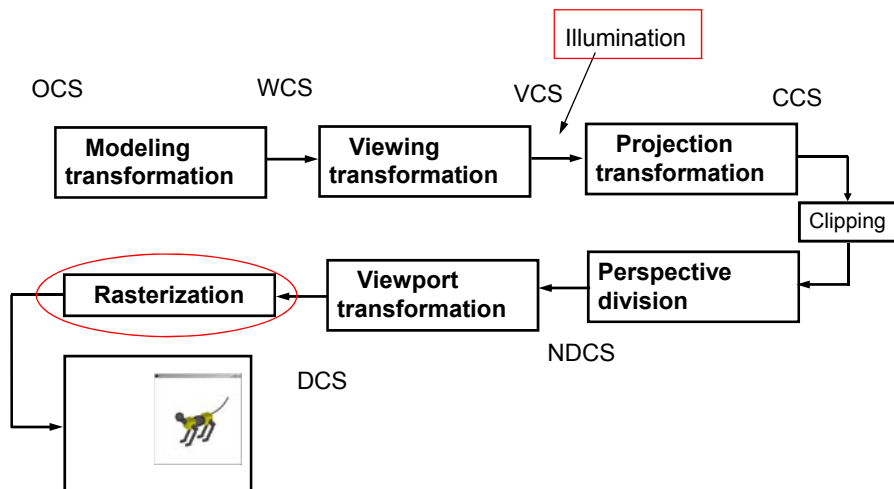 Illumination
OCS
WCS
VCS
CCS
Modeling
transformation
Viewing
transformation
Projection
transformation
Clipping
Perspective
division
Viewport
transformation
Rasterization
NDCS
DCS